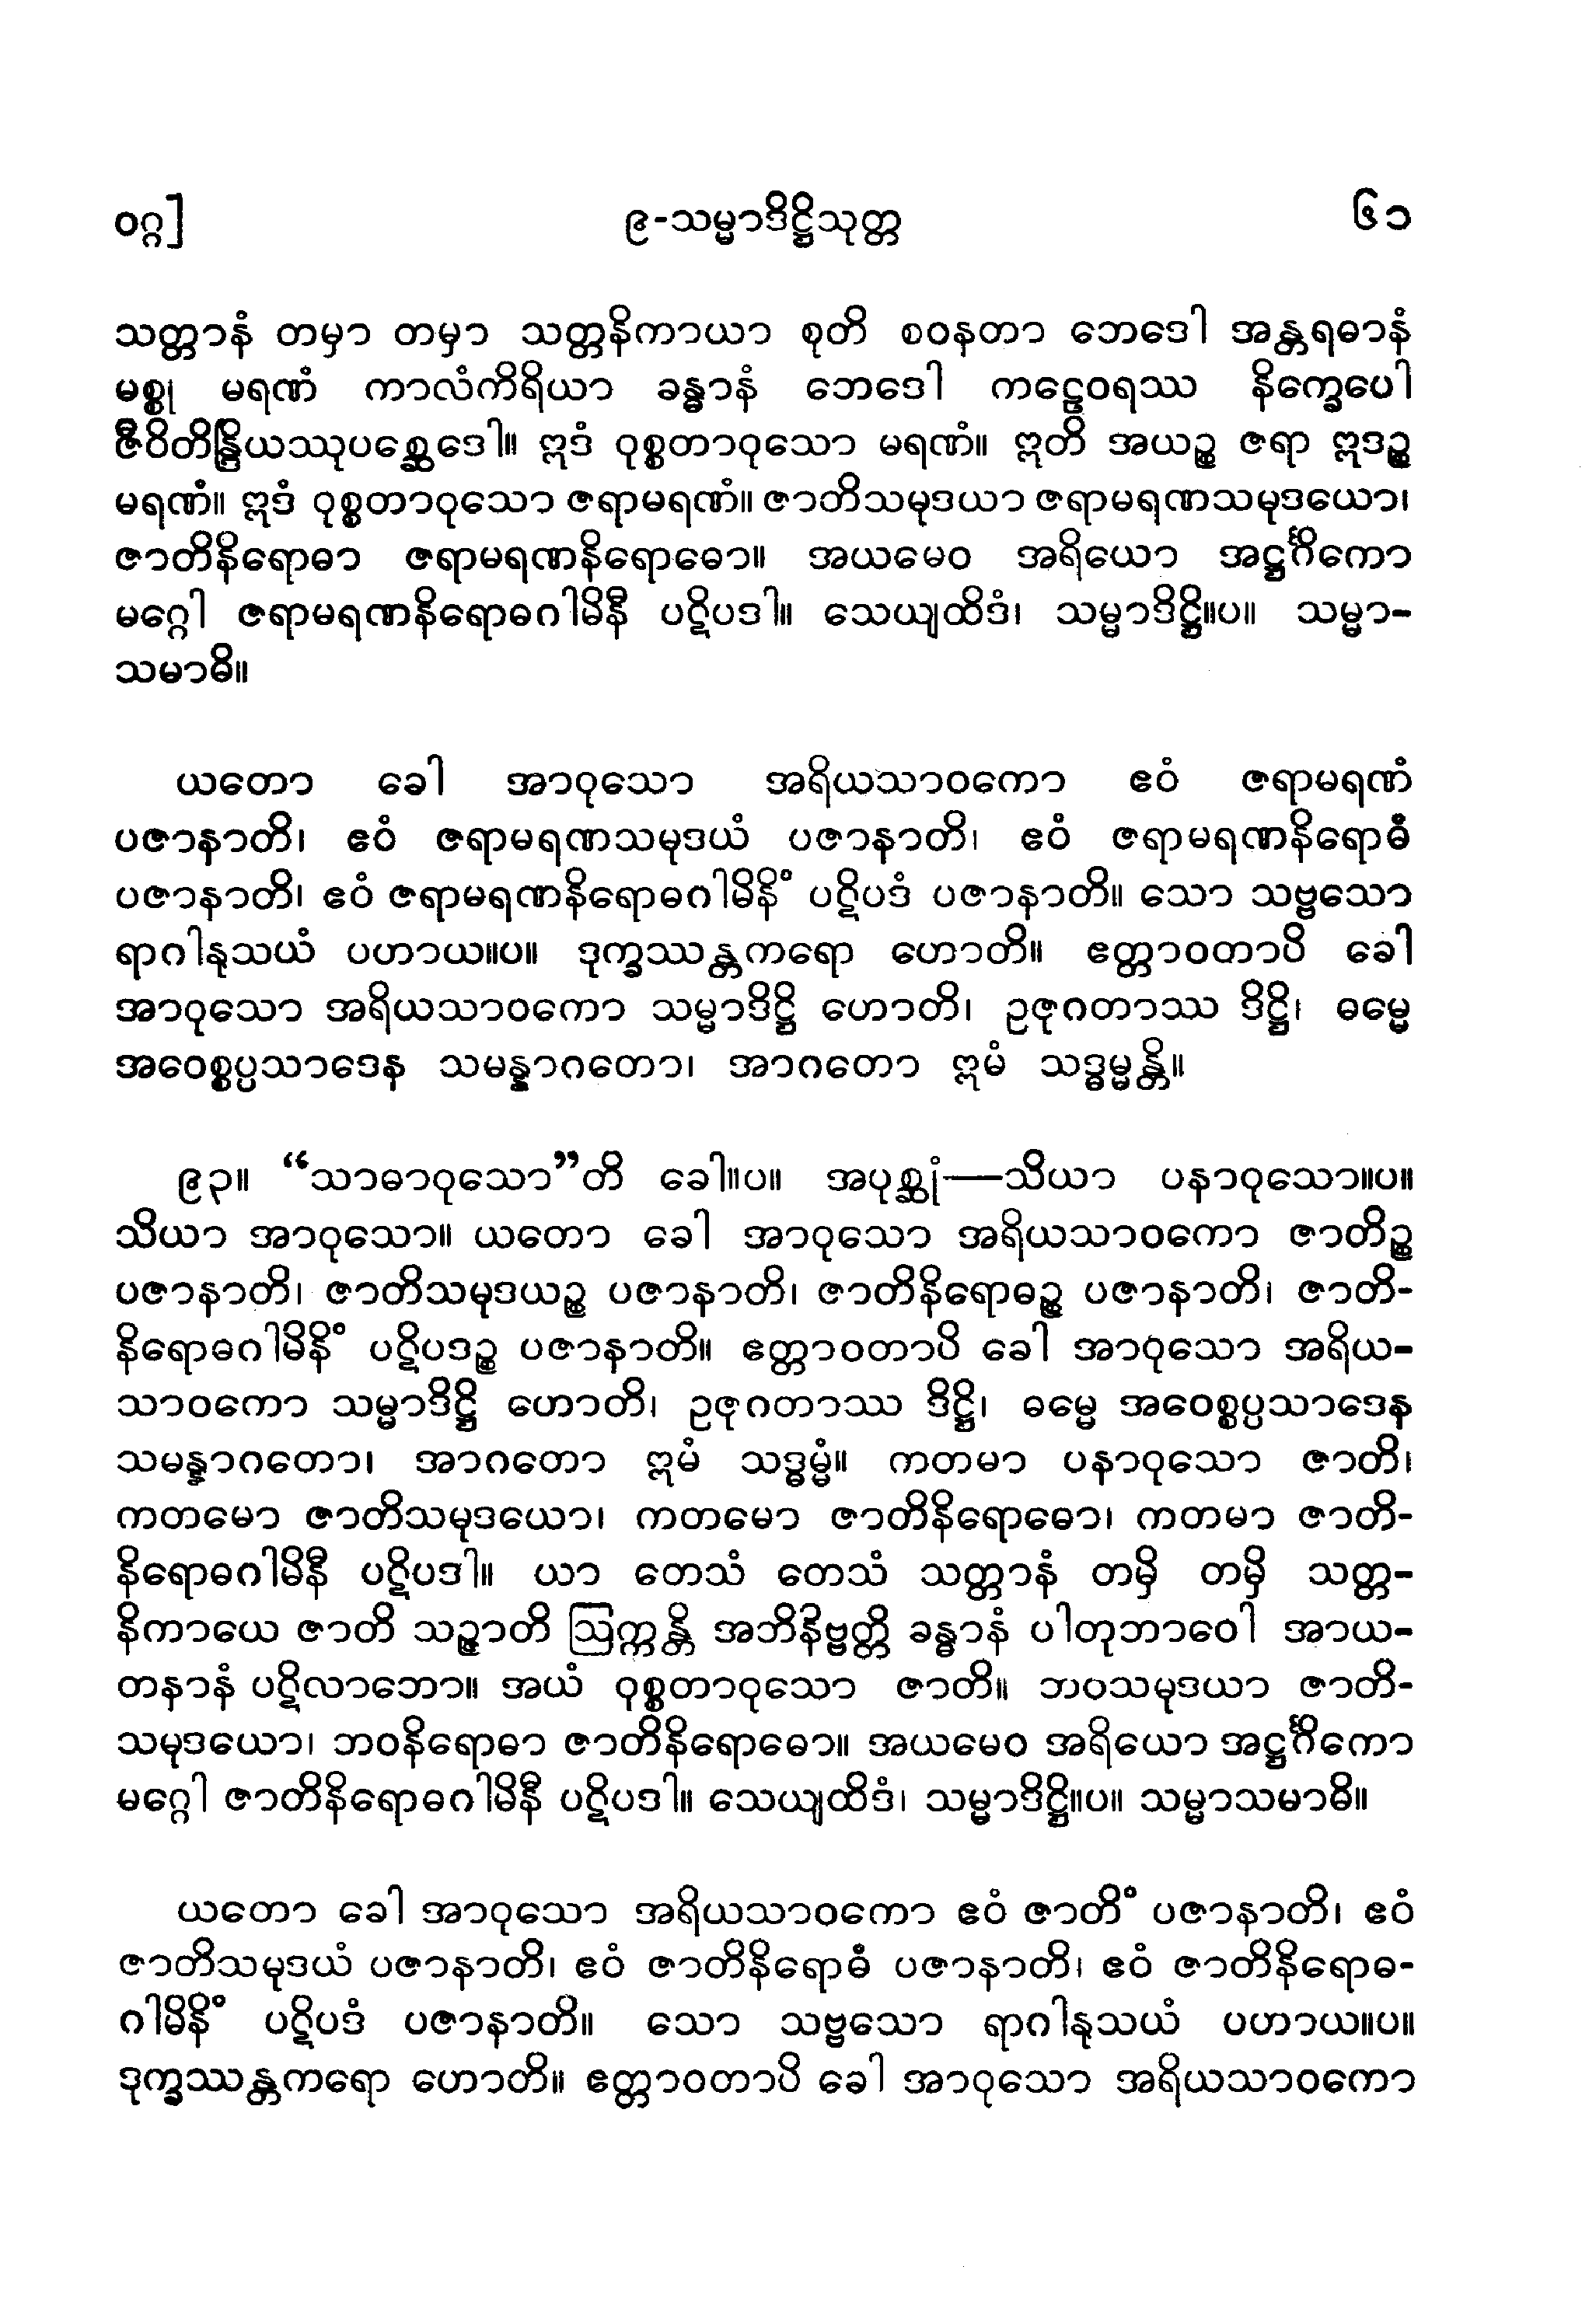 ဝဂ္ဂ] ၉-သမ္မာဒိဋ္ဌိသုတ္တ ၆၁
သတ္တာနံ တမှာ တမှာ သတ္တနိကာယာ စုတိ စဝနတာ ဘေဒေါ အန္တရဓာနံ
မစ္စု မရဏံ ကာလံကိရိယာ ခန္ဓာနံ ဘေဒေါ ကဠေဝရဿ နိက္ခေပေါ
ဇီဝိတိန္ဒြိယဿုပစ္ဆေဒေါ။ ဣဒံ ဝုစ္စတာဝုသော မရဏံ။ ဣတိ အယဉ္စ ဇရာ ဣဒဉ္စ
မရဏံ။ ဣဒံ ဝုစ္စတာဝုသော ဇရာမရဏံ။ ဇာတိသမုဒယာ ဇရာမရဏသမုဒယော၊
ဇာတိနိရောဓာ ဇရာမရဏနိရောဓော။ အယမေဝ အရိယော အဋ္ဌင်္ဂိကော
မဂ္ဂေါ ဇရာမရဏနိရောဓဂါမိနီ ပဋိပဒါ။ သေယျထိဒံ၊ သမ္မာဒိဋ္ဌိ။ပ။ သမ္မာ-
သမာဓိ။
ယတော ခေါ အာဝုသော အရိယသာဝကော ဧဝံ ဇရာမရဏံ
ပဇာနာတိ၊ ဧဝံ ဇရာမရဏသမုဒယံ ပဇာနာတိ၊ ဧဝံ ဇရာမရဏနိရောဓံ
ပဇာနာတိ၊ ဧဝံ ဇရာမရဏနိရောဓဂါမိနိံ ပဋိပဒံ ပဇာနာတိ။ သော သဗ္ဗသော
ရာဂါနုသယံ ပဟာယ။ပ။ ဒုက္ခဿန္တကရော ဟောတိ။ ဧတ္တာဝတာပိ ခေါ
အာဝုသော အရိယသာဝကော သမ္မာဒိဋ္ဌိ ဟောတိ၊ ဥဇုဂတာဿ ဒိဋ္ဌိ၊ ဓမ္မေ
အဝေစ္စပ္ပသာဒေန သမန္နာဂတော၊ အာဂတော ဣမံ သဒ္ဓမ္မန္တိ။
၉၃။ “သာဓာဝုသော”တိ ခေါ။ပ။ အပုစ္ဆုံ—သိယာ ပနာဝုသော။ပ။
သိယာ အာဝုသော။ ယတော ခေါ အာဝုသော အရိယသာဝကော ဇာတိဉ္စ
ပဇာနာတိ၊ ဇာတိသမုဒယဉ္စ ပဇာနာတိ၊ ဇာတိနိရောဓဉ္စ ပဇာနာတိ၊ ဇာတိ-
နိရောဓဂါမိနိံ ပဋိပဒဉ္စ ပဇာနာတိ။ ဧတ္တာဝတာပိ ခေါ အာဝုသော အရိယ-
သာဝကော သမ္မာဒိဋ္ဌိ ဟောတိ၊ ဥဇုဂတာဿ ဒိဋ္ဌိ၊ ဓမ္မေ အဝေစ္စပ္ပသာဒေန
သမန္နာဂတော၊ အာဂတော ဣမံ သဒ္ဓမ္မံ။ ကတမာ ပနာဝုသော ဇာတိ၊
ကတမော ဇာတိသမုဒယော၊ ကတမော ဇာတိနိရောဓော၊ ကတမာ ဇာတိ-
နိရောဓဂါမိနီ ပဋိပဒါ။ ယာ တေသံ တေသံ သတ္တာနံ တမှိ တမှိ သတ္တ-
နိကာယေ ဇာတိ သဉ္ဇာတိ ဩက္ကန္တိ အဘိနိဗ္ဗတ္တိ ခန္ဓာနံ ပါတုဘာဝေါ အာယ-
တနာနံ ပဋိလာဘော။ အယံ ဝုစ္စတာဝုသော ဇာတိ။ ဘဝသမုဒယာ ဇာတိ-
သမုဒယော၊ ဘဝနိရောဓာ ဇာတိနိရောဓော။ အယမေဝ အရိယော အဋ္ဌင်္ဂိကော
မဂ္ဂေါ ဇာတိနိရောဓဂါမိနီ ပဋိပဒါ။ သေယျထိဒံ၊ သမ္မာဒိဋ္ဌိ။ပ။ သမ္မာသမာဓိ။
ယတော ခေါ အာဝုသော အရိယသာဝကော ဧဝံ ဇာတိံ ပဇာနာတိ၊ ဧဝံ
ဇာတိသမုဒယံ ပဇာနာတိ၊ ဧဝံ ဇာတိနိရောဓံ ပဇာနာတိ၊ ဧဝံ ဇာတိနိရောဓ-
ဂါမိနိံ ပဋိပဒံ ပဇာနာတိ။ သော သဗ္ဗသော ရာဂါနုသယံ ပဟာယ။ပ။
ဒုက္ခဿန္တကရော ဟောတိ။ ဧတ္တာဝတာပိ ခေါ အာဝုသော အရိယသာဝကော